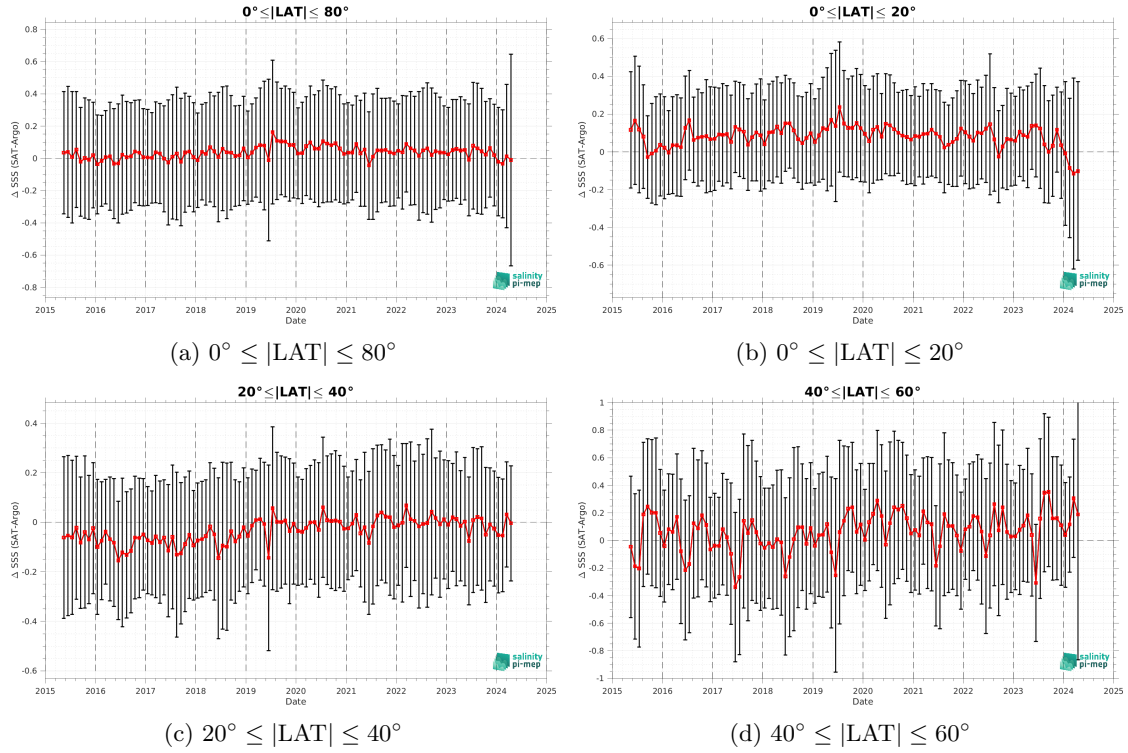 0°≤|LAT|≤ 80°
0.8
0.6
0.4
0.2
0
-0.2
-0.4
-0.6
-0.8
Δ SSS (SAT-Argo)
2015 2016 2017 2018 2019 2020 2021 2022 2023 2024 2025
Date
salinity
pi-mep
(a) 0° ≤ |LAT| ≤ 80°
0°≤|LAT|≤ 20°
0.6
0.4
0.2
0
-0.2
-0.4
-0.6
Δ SSS (SAT-Argo)
2015 2016 2017 2018 2019 2020 2021 2022 2023 2024 2025
Date
salinity
pi-mep
(b) 0° ≤ |LAT| ≤ 20°
20°≤|LAT|≤ 40°
0.4
0.2
0
-0.2
-0.4
-0.6
Δ SSS (SAT-Argo)
2015 2016 2017 2018 2019 2020 2021 2022 2023 2024 2025
Date
salinity
pi-mep
(c) 20° ≤ |LAT| ≤ 40°
40°≤|LAT|≤ 60°
1
0.8
0.6
0.4
0.2
0
-0.2
-0.4
-0.6
-0.8
-1
Δ SSS (SAT-Argo)
2015 2016 2017 2018 2019 2020 2021 2022 2023 2024 2025
Date
salinity
pi-mep
(d) 40° ≤ |LAT| ≤ 60°